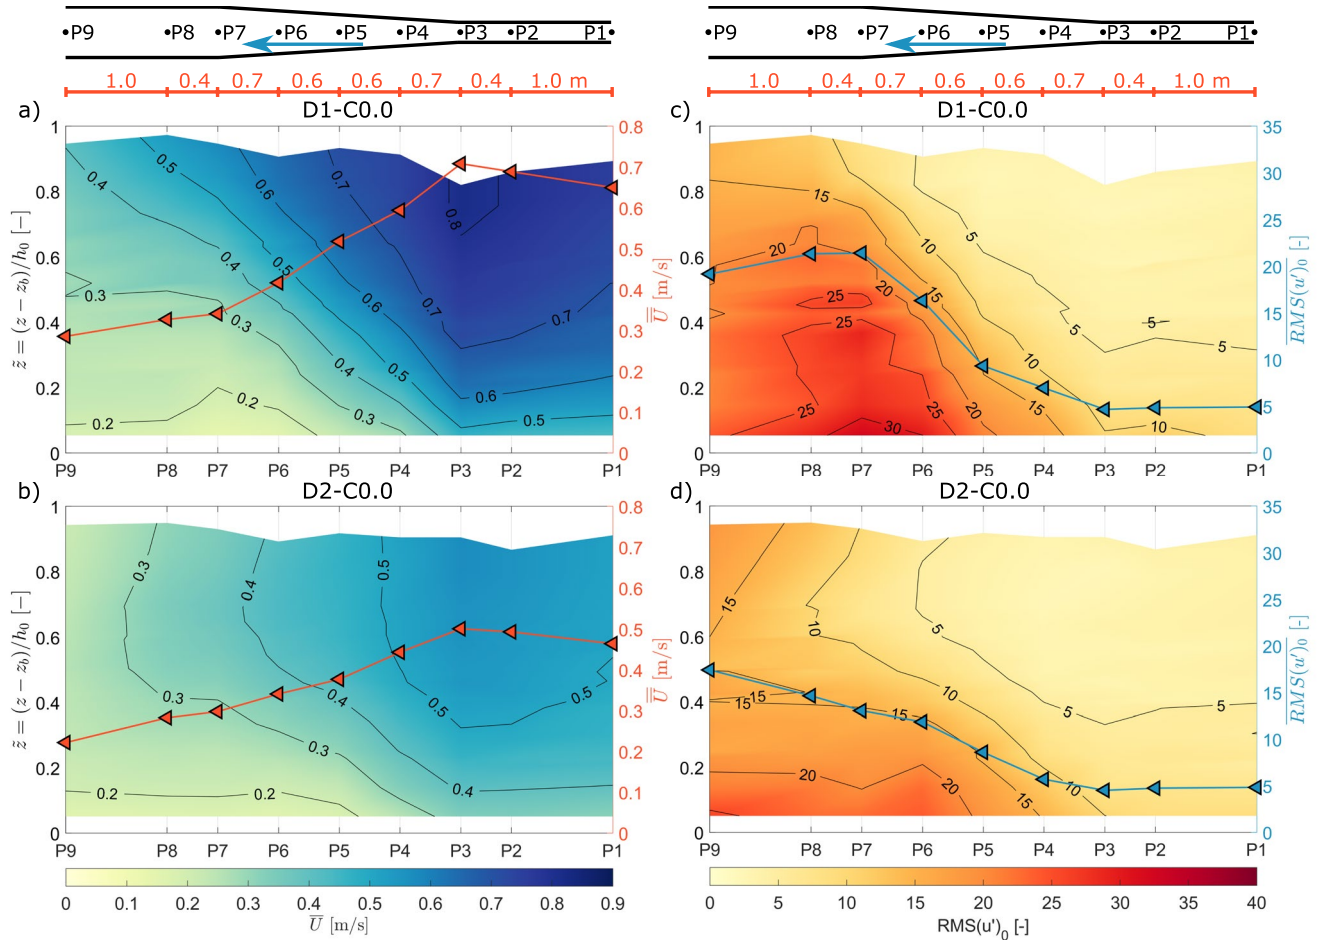 •P9 •P8 •P7 •P6 •P5 •P4 •P3 •P2 P1•
1.0 0.4 0.7 0.6 0.6 0.7 0.4 1.0 m
a) D1-C0.0
1 0.8 0.6 0.4 0.2 0
z̃ = (z − z_b)/h_0 [−]
0.4 0.5 0.6 0.7 0.8
0.3 0.4 0.5 0.6 0.7 0.7
0.3 0.4 0.5 0.6
0.2 0.2 0.3 0.5
0.8 0.7 0.6 0.5 0.4 0.3 0.2 0.1 0
U̿ [m/s]
P9 P8 P7 P6 P5 P4 P3 P2 P1
b) D2-C0.0
1 0.8 0.6 0.4 0.2 0
z̃ = (z − z_b)/h_0 [−]
0.3 0.4 0.5
0.3 0.4 0.5 0.5
0.3 0.4
0.2 0.2
0.8 0.7 0.6 0.5 0.4 0.3 0.2 0.1 0
U̿ [m/s]
P9 P8 P7 P6 P5 P4 P3 P2 P1
0 0.1 0.2 0.3 0.4 0.5 0.6 0.7 0.8 0.9
U̅ [m/s]
•P9 •P8 •P7 •P6 •P5 •P4 •P3 •P2 P1•
1.0 0.4 0.7 0.6 0.6 0.7 0.4 1.0 m
c) D1-C0.0
1 0.8 0.6 0.4 0.2 0
15 10 5
20 20 15
25 5 5 5
25 10
25 25 20 15
30 10
35 30 25 20 15 10 5 0
RMS(u')_0 [-]
P9 P8 P7 P6 P5 P4 P3 P2 P1
d) D2-C0.0
1 0.8 0.6 0.4 0.2 0
15 10 5
15 15 15 10 5 5
20 20 15 10
35 30 25 20 15 10 5 0
RMS(u')_0 [-]
P9 P8 P7 P6 P5 P4 P3 P2 P1
0 5 10 15 20 25 30 35 40
RMS(u')_0 [-]